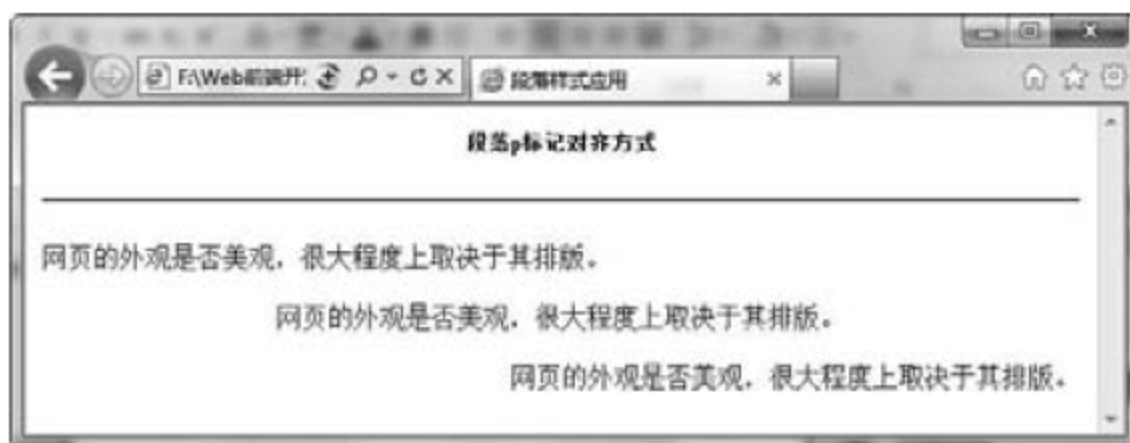 F:\Web前端开
段落样式应用
段落p标记对齐方式
网页的外观是否美观，很大程度上取决于其排版。
网页的外观是否美观，很大程度上取决于其排版。
网页的外观是否美观，很大程度上取决于其排版。